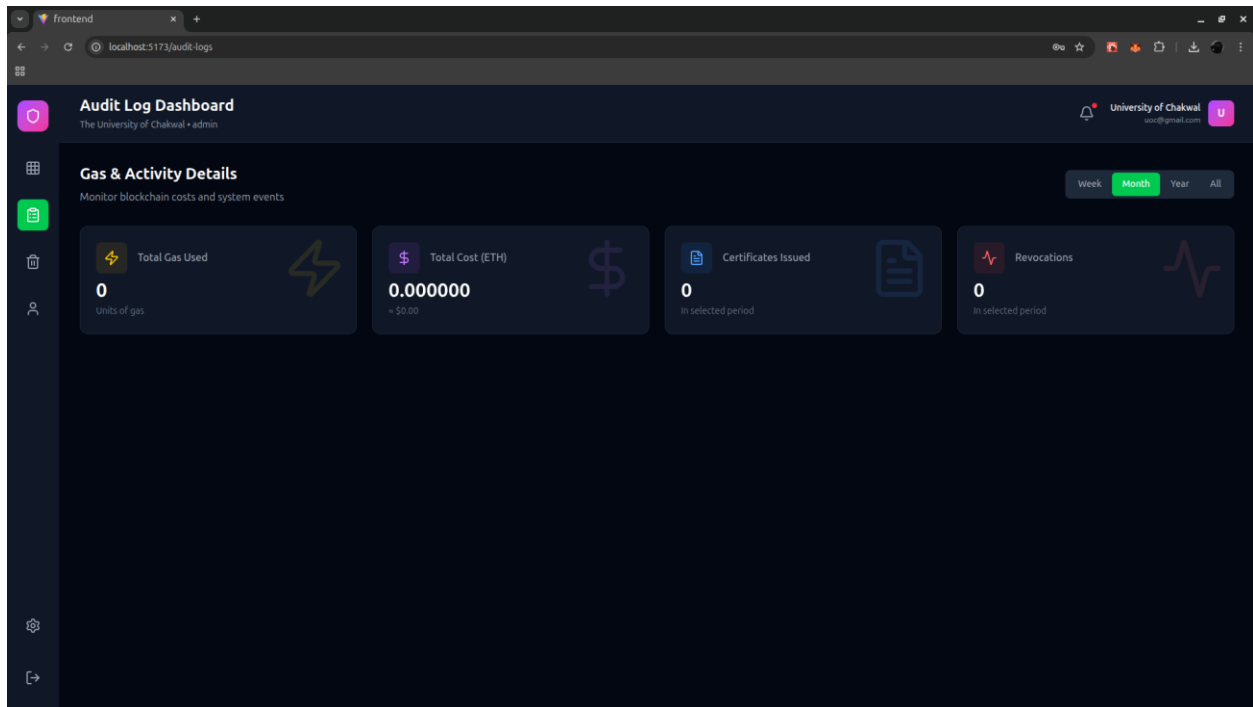 frontend
localhost:5173/audit-logs
Audit Log Dashboard
The University of Chakwal • admin
University of Chakwal
uoc@gmail.com
U
Gas & Activity Details
Monitor blockchain costs and system events
Week Month Year All
Total Gas Used
0
Units of gas
Total Cost (ETH)
0.000000
≈ $0.00
Certificates Issued
0
In selected period
Revocations
0
In selected period